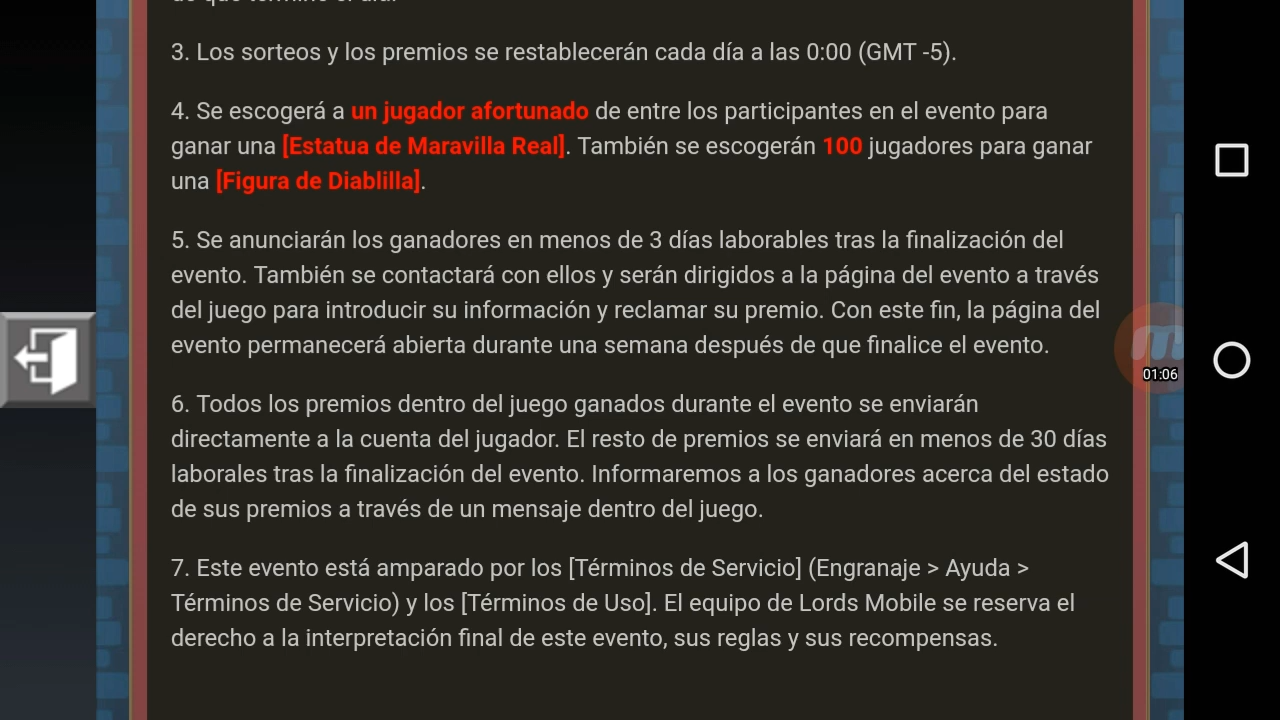 3. Los sorteos y los premios se restablecerán cada día a las 0:00 (GMT -5).
4. Se escogerá a un jugador afortunado de entre los participantes en el evento para
ganar una [Estatua de Maravilla Real]. También se escogerán 100 jugadores para ganar
una [Figura de Diablilla].
5. Se anunciarán los ganadores en menos de 3 días laborables tras la finalización del
evento. También se contactará con ellos y serán dirigidos a la página del evento a través
del juego para introducir su información y reclamar su premio. Con este fin, la página del
evento permanecerá abierta durante una semana después de que finalice el evento.
6. Todos los premios dentro del juego ganados durante el evento se enviarán
directamente a la cuenta del jugador. El resto de premios se enviará en menos de 30 días
laborales tras la finalización del evento. Informaremos a los ganadores acerca del estado
de sus premios a través de un mensaje dentro del juego.
7. Este evento está amparado por los [Términos de Servicio] (Engranaje > Ayuda >
Términos de Servicio) y los [Términos de Uso]. El equipo de Lords Mobile se reserva el
derecho a la interpretación final de este evento, sus reglas y sus recompensas.
01:06